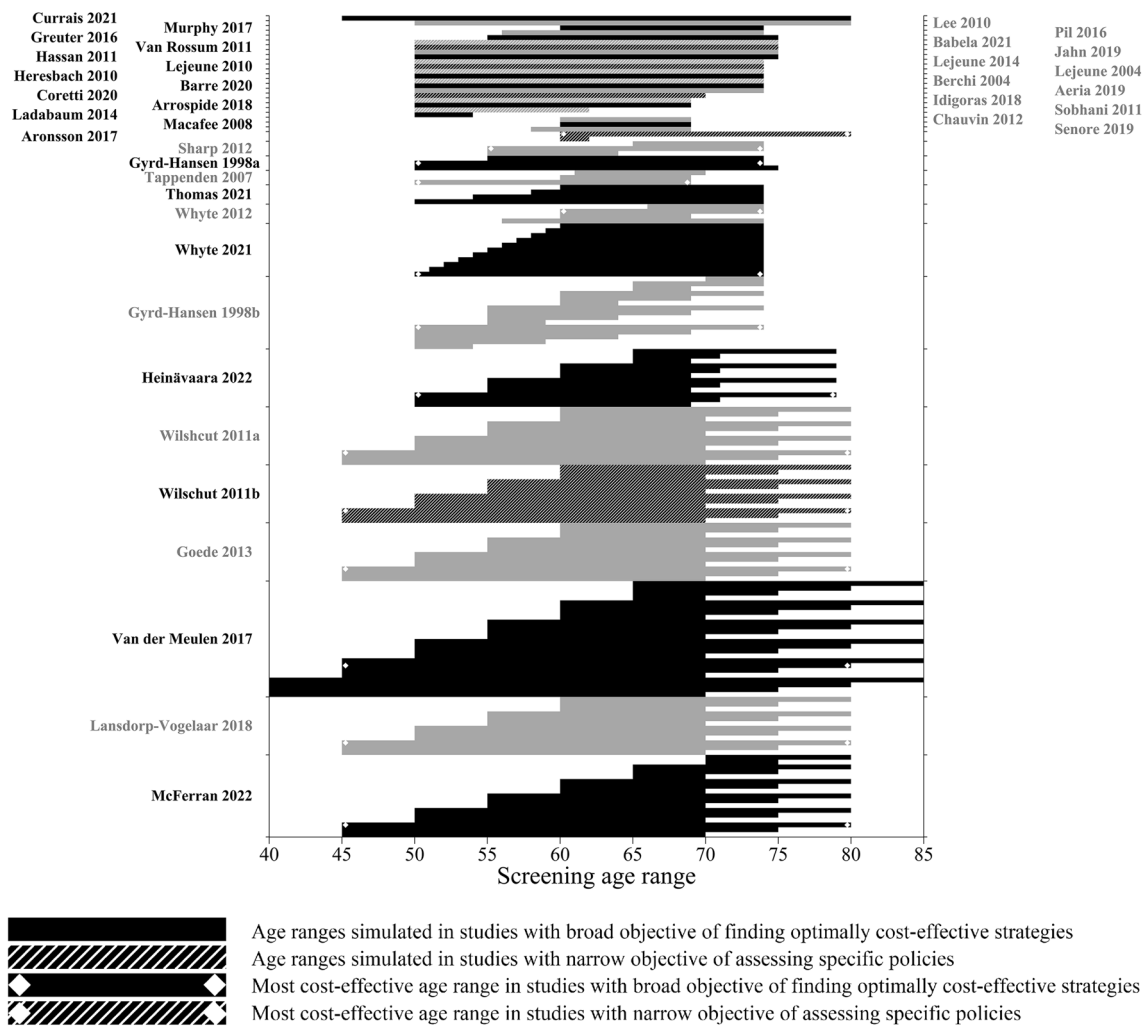 Currais 2021
Lee 2010
Murphy 2017
Pil 2016
Greuter 2016
Babela 2021
Van Rossum 2011
Jahn 2019
Hassan 2011
Lejeune 2014
Lejeune 2010
Lejeune 2004
Heresbach 2010
Berchi 2004
Barre 2020
Aeria 2019
Coretti 2020
Idigoras 2018
Arrospide 2018
Sobhani 2011
Ladabaum 2014
Chauvin 2012
Macafee 2008
Senore 2019
Aronsson 2017
Sharp 2012
Gyrd-Hansen 1998a
Tappenden 2007
Thomas 2021
Whyte 2012
Whyte 2021
Gyrd-Hansen 1998b
Heinävaara 2022
Wilshcut 2011a
Wilschut 2011b
Goede 2013
Van der Meulen 2017
Lansdorp-Vogelaar 2018
McFerran 2022
40 45 50 55 60 65 70 75 80 85
Screening age range
Age ranges simulated in studies with broad objective of finding optimally cost-effective strategies
Age ranges simulated in studies with narrow objective of assessing specific policies
Most cost-effective age range in studies with broad objective of finding optimally cost-effective strategies
Most cost-effective age range in studies with narrow objective of assessing specific policies